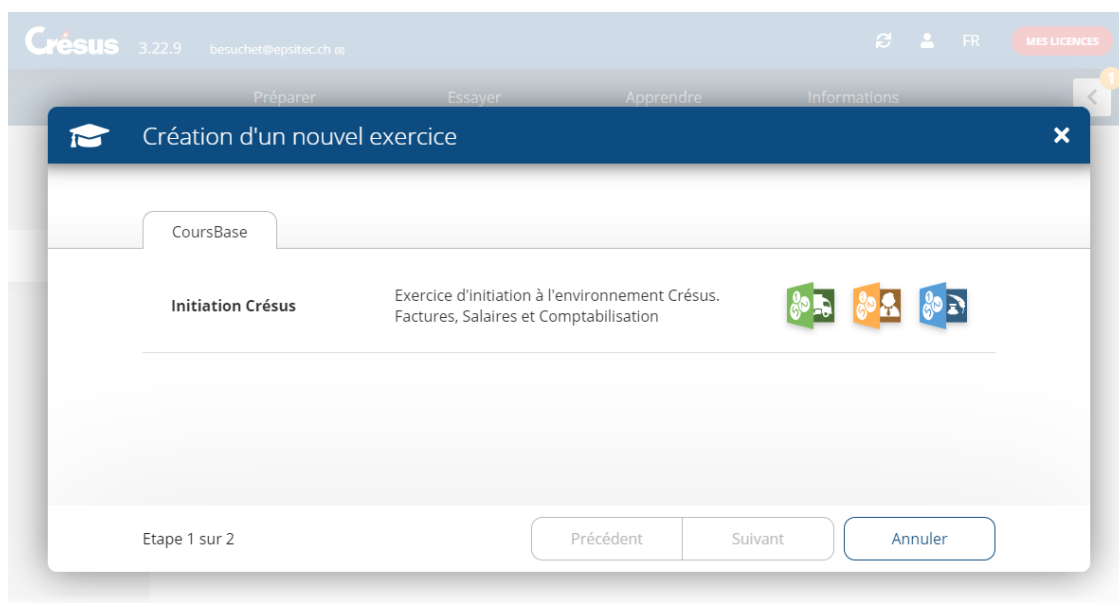 Crésus 3.22.9 besuchet@epsitec.ch (8) FR MES LICENCES
1
Préparer Essayer Apprendre Informations
Création d'un nouvel exercice
CoursBase
Initiation Crésus
Exercice d'initiation à l'environnement Crésus.
Factures, Salaires et Comptabilisation
Etape 1 sur 2 Précédent Suivant Annuler